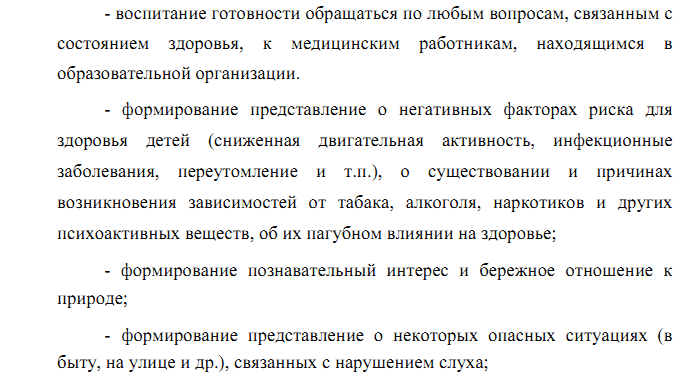 - воспитание готовности обращаться по любым вопросам, связанным с
состоянием здоровья, к медицинским работникам, находящимся в
образовательной организации.
- формирование представление о негативных факторах риска для
здоровья детей (сниженная двигательная активность, инфекционные
заболевания, переутомление и т.п.), о существовании и причинах
возникновения зависимостей от табака, алкоголя, наркотиков и других
психоактивных веществ, об их пагубном влиянии на здоровье;
- формирование познавательный интерес и бережное отношение к
природе;
- формирование представление о некоторых опасных ситуациях (в
быту, на улице и др.), связанных с нарушением слуха;